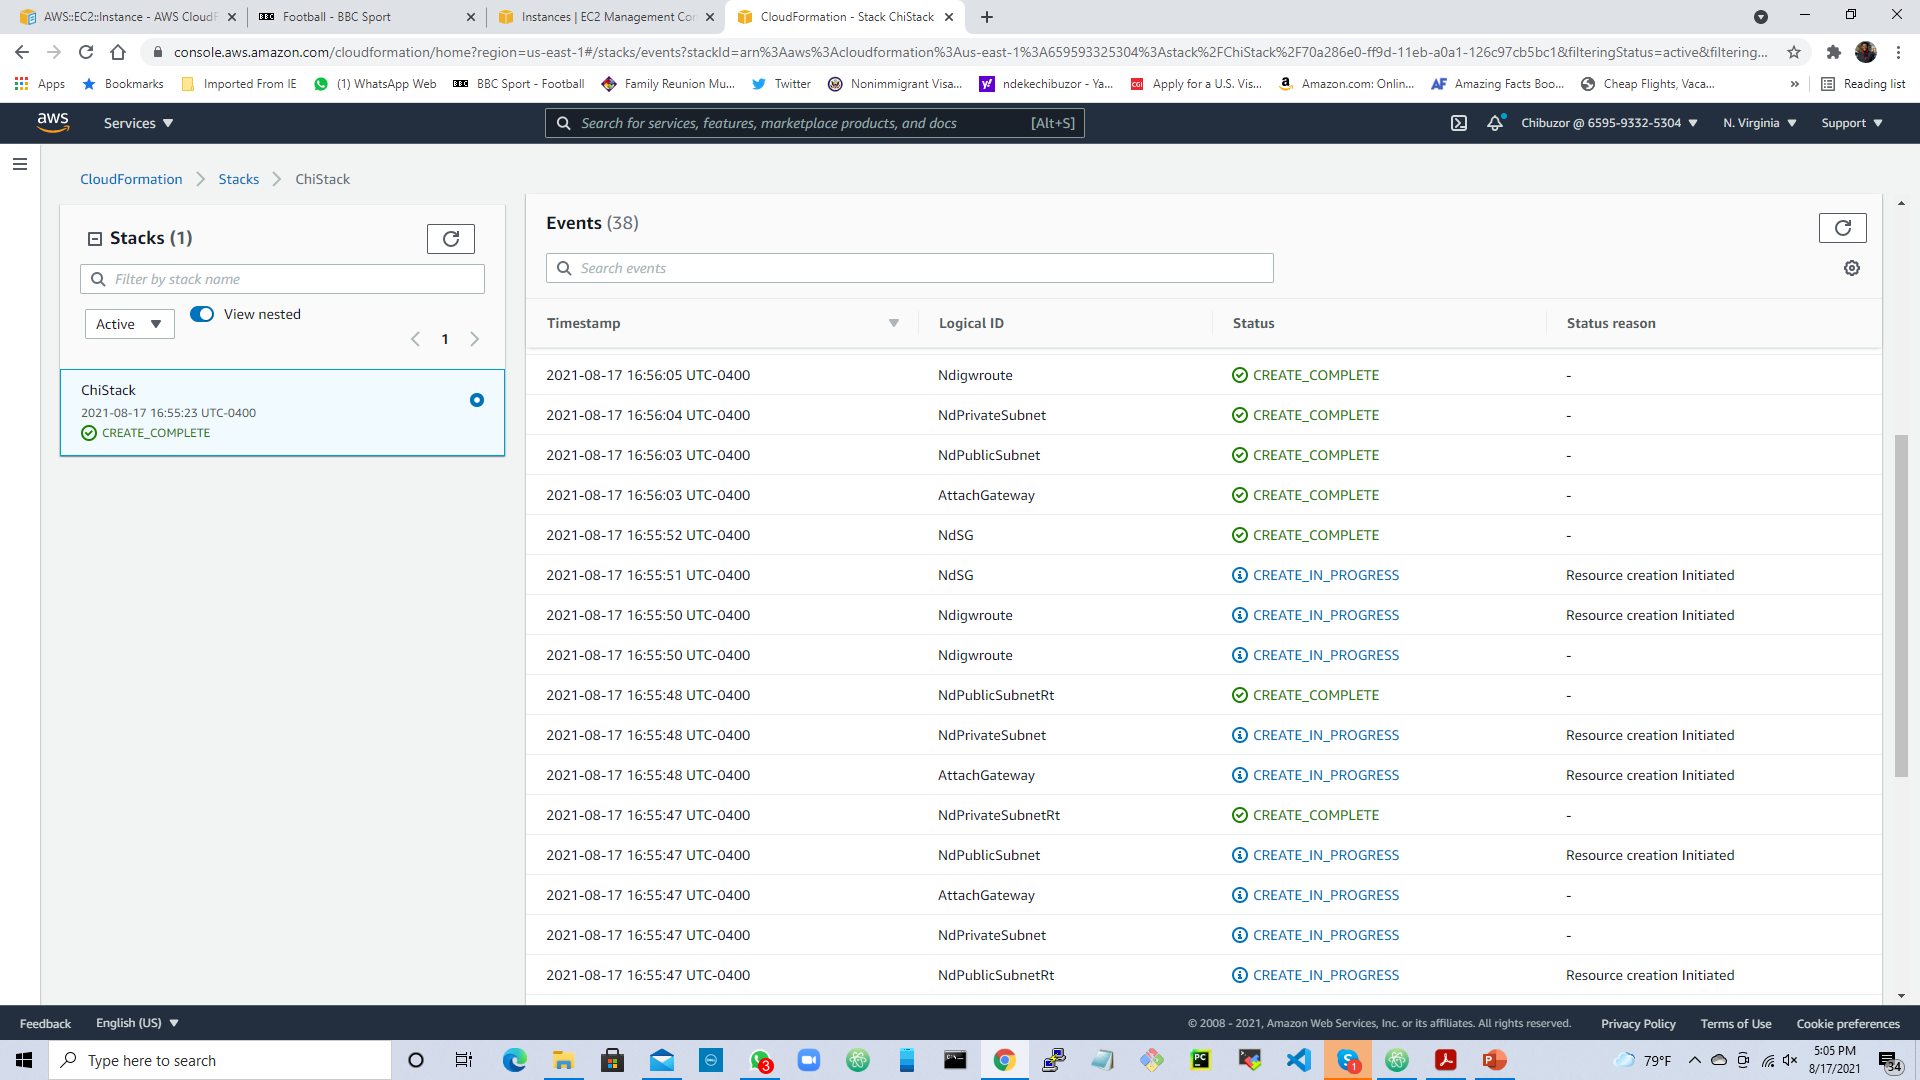 AWS::EC2::Instance - AWS CloudF
Football - BBC Sport
Instances | EC2 Management Con
CloudFormation - Stack ChiStack
console.aws.amazon.com/cloudformation/home?region=us-east-1#/stacks/events?stackId=arn%3Aaws%3Acloudformation%3Aus-east-1%3A659593325304%3Astack%2FChiStack%2F70a286e0-ff9d-11eb-a0a1-126c97cb5bc1&filteringStatus=active&filtering...
Apps
Bookmarks
Imported From IE
(1) WhatsApp Web
BBC Sport - Football
Family Reunion Mu...
Twitter
Nonimmigrant Visa...
ndekechibuzor - Ya...
Apply for a U.S. Vis...
Amazon.com: Onlin...
Amazing Facts Boo...
Cheap Flights, Vaca...
»
Reading list
aws
Services
Search for services, features, marketplace products, and docs
[Alt+S]
Chibuzor @ 6595-9332-5304
N. Virginia
Support
CloudFormation
Stacks
ChiStack
Stacks (1)
Filter by stack name
Active
View nested
1
ChiStack
2021-08-17 16:55:23 UTC-0400
CREATE_COMPLETE
Events (38)
Search events
Timestamp Logical ID Status Status reason
2021-08-17 16:56:05 UTC-0400 Ndigwroute CREATE_COMPLETE -
2021-08-17 16:56:04 UTC-0400 NdPrivateSubnet CREATE_COMPLETE -
2021-08-17 16:56:03 UTC-0400 NdPublicSubnet CREATE_COMPLETE -
2021-08-17 16:56:03 UTC-0400 AttachGateway CREATE_COMPLETE -
2021-08-17 16:55:52 UTC-0400 NdSG CREATE_COMPLETE -
2021-08-17 16:55:51 UTC-0400 NdSG CREATE_IN_PROGRESS Resource creation Initiated
2021-08-17 16:55:50 UTC-0400 Ndigwroute CREATE_IN_PROGRESS Resource creation Initiated
2021-08-17 16:55:50 UTC-0400 Ndigwroute CREATE_IN_PROGRESS -
2021-08-17 16:55:48 UTC-0400 NdPublicSubnetRt CREATE_COMPLETE -
2021-08-17 16:55:48 UTC-0400 NdPrivateSubnet CREATE_IN_PROGRESS Resource creation Initiated
2021-08-17 16:55:48 UTC-0400 AttachGateway CREATE_IN_PROGRESS Resource creation Initiated
2021-08-17 16:55:47 UTC-0400 NdPrivateSubnetRt CREATE_COMPLETE -
2021-08-17 16:55:47 UTC-0400 NdPublicSubnet CREATE_IN_PROGRESS Resource creation Initiated
2021-08-17 16:55:47 UTC-0400 AttachGateway CREATE_IN_PROGRESS -
2021-08-17 16:55:47 UTC-0400 NdPrivateSubnet CREATE_IN_PROGRESS -
2021-08-17 16:55:47 UTC-0400 NdPublicSubnetRt CREATE_IN_PROGRESS Resource creation Initiated
Feedback
English (US)
© 2008 - 2021, Amazon Web Services, Inc. or its affiliates. All rights reserved.
Privacy Policy
Terms of Use
Cookie preferences
Type here to search
3
PC
1
79°F
5:05 PM
8/17/2021
34